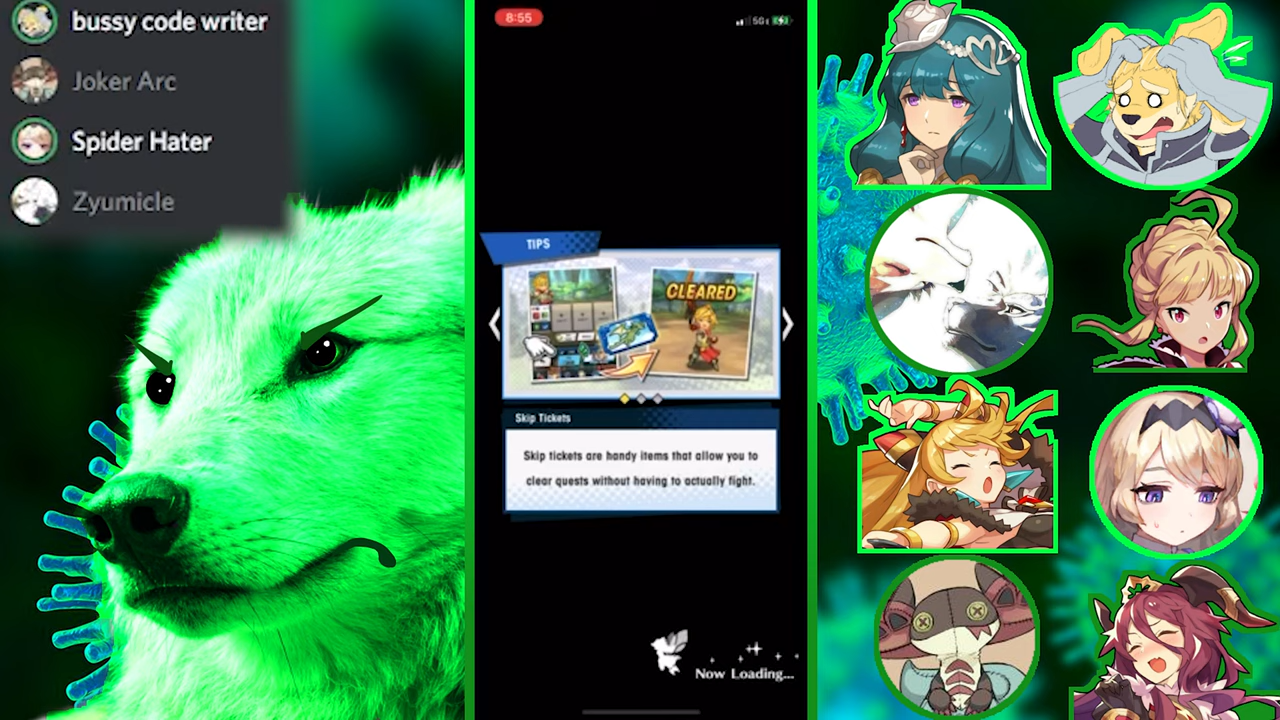 bussy code writer
Joker Arc
Spider Hater
Zyumicle
8:55
5G
TIPS
CLEARED
Skip Tickets
Skip tickets are handy items that allow you to
clear quests without having to actually fight.
Now Loading...